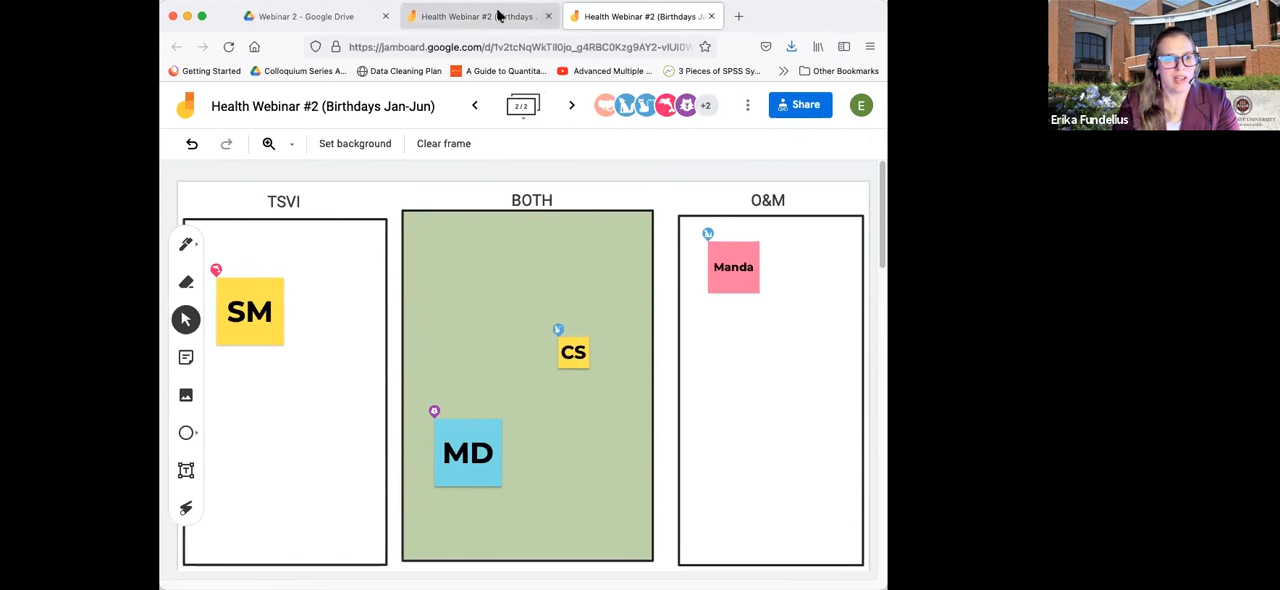 Webinar 2 - Google Drive
Health Webinar #2 (Birthdays
Health Webinar #2 (Birthdays J
https://jamboard.google.com/d/
Getting Started
Colloquium Series A...
Data Cleaning Plan
A Guide to Quantita...
Advanced Multiple ...
3 Pieces of SPSS Sy...
Other Bookmarks
Health Webinar #2 (Birthdays Jan-Jun)
2 / 2
+2
Share
E
Set background
Clear frame
TSVI
BOTH
O&M
SM
CS
MD
Manda
Erika Fundelius